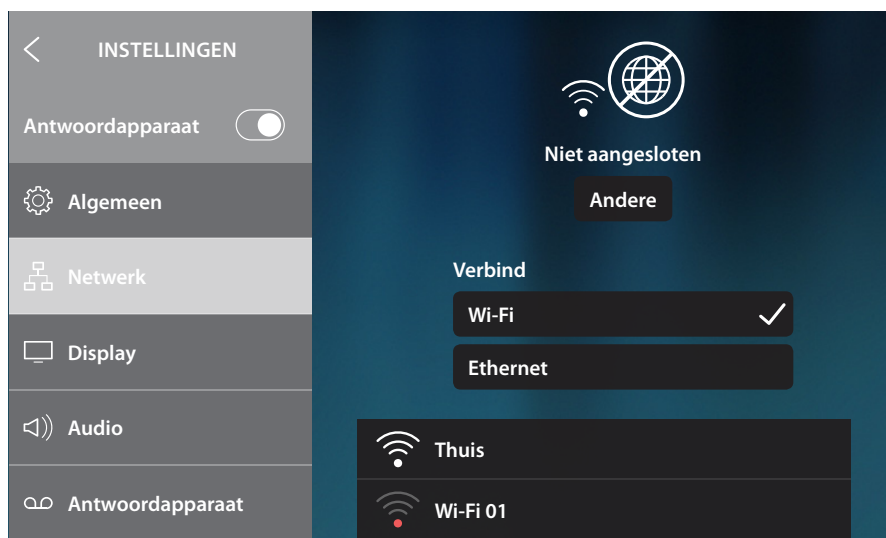 INSTELLINGEN
Antwoordapparaat
Algemeen
Netwerk
Display
Audio
Antwoordapparaat
Niet aangesloten
Andere
Verbind
Wi-Fi
Ethernet
Thuis
Wi-Fi 01